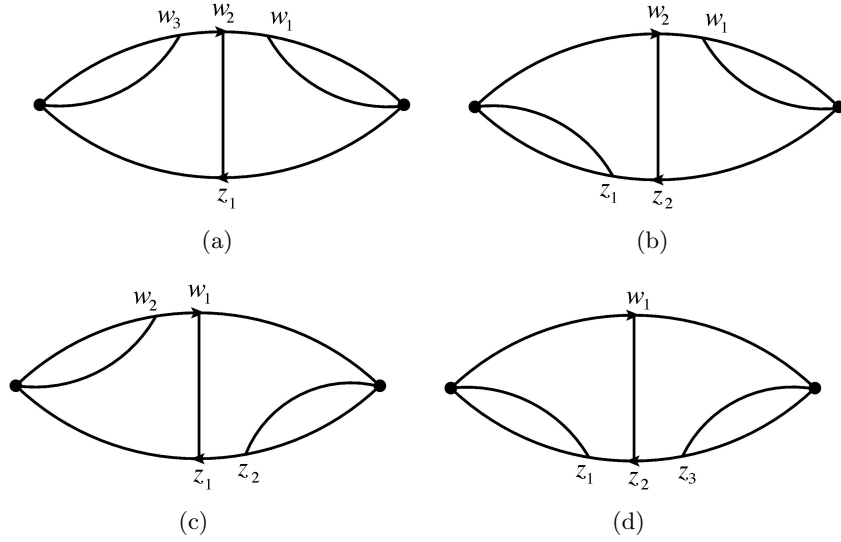 w₃ w₂ w₁
z₁
(a)
w₂ w₁
z₁ z₂
(b)
w₂ w₁
z₁ z₂
(c)
w₁
z₁ z₂ z₃
(d)